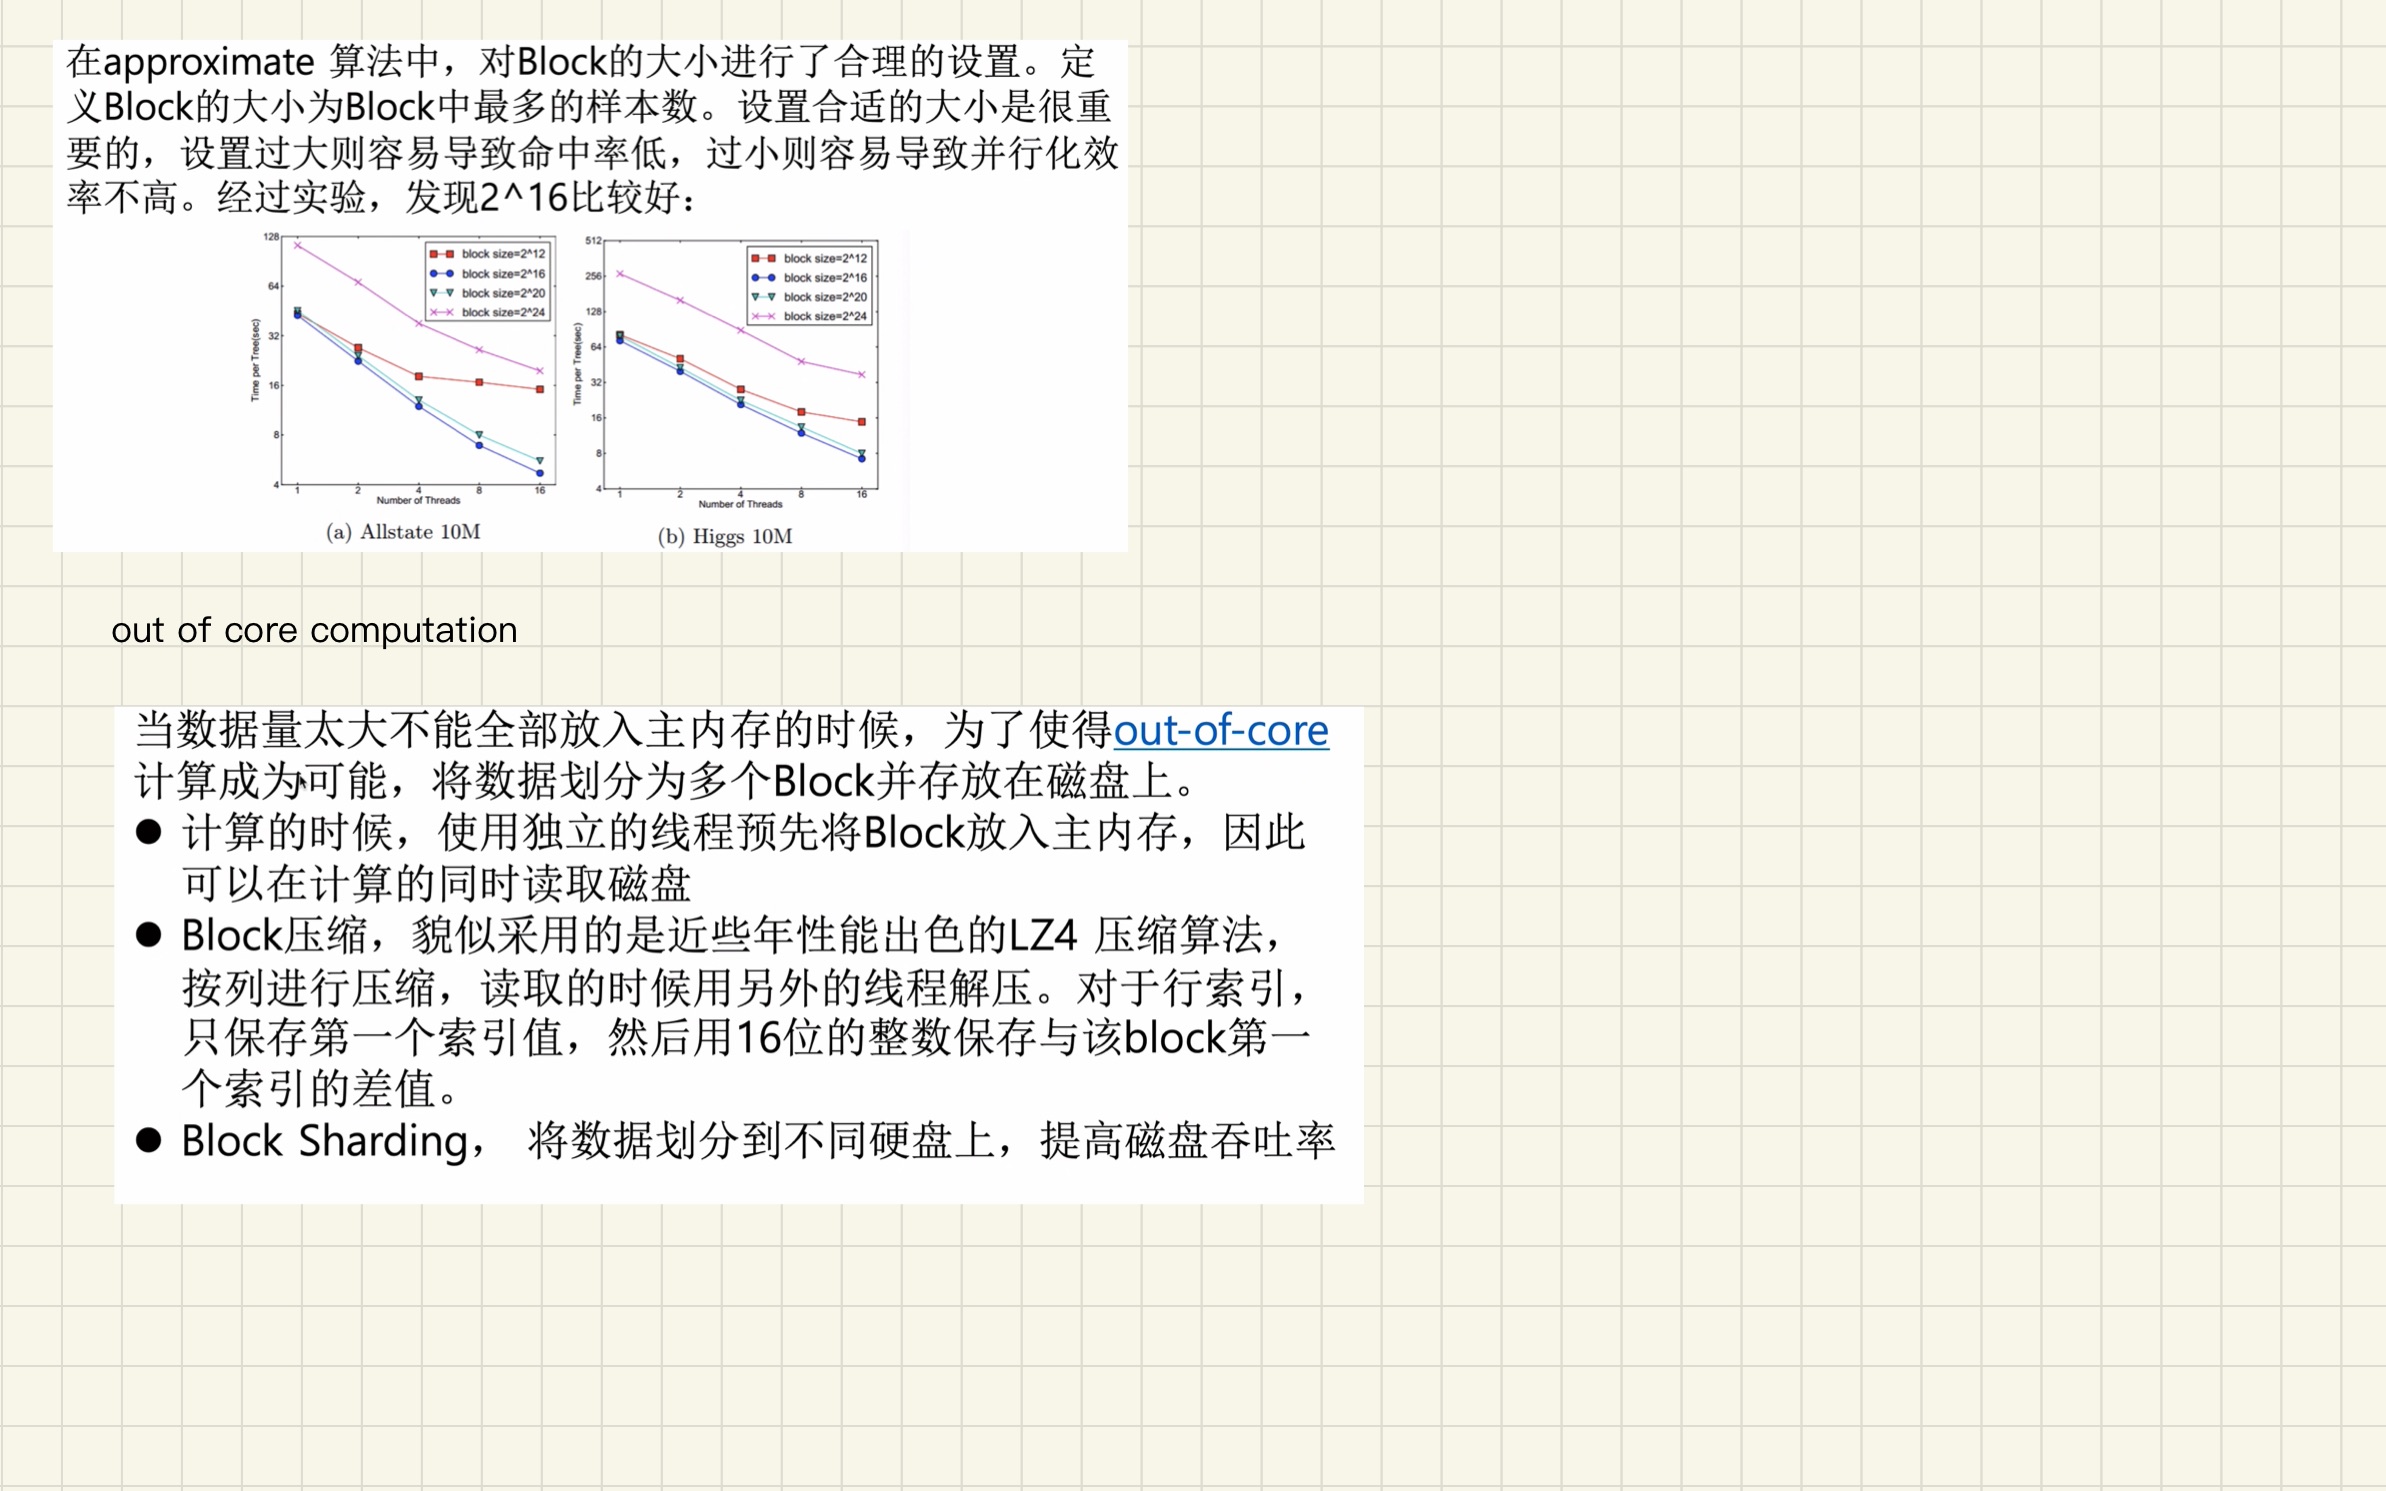 在approximate 算法中，对Block的大小进行了合理的设置。定
义Block的大小为Block中最多的样本数。设置合适的大小是很重
要的，设置过大则容易导致命中率低，过小则容易导致并行化效
率不高。经过实验，发现2^16比较好：
128
64
32
16
8
4
Time per Tree(sec)
block size=2^12
block size=2^16
block size=2^20
block size=2^24
1 2 4 8 16
Number of Threads
(a) Allstate 10M
512
256
128
64
32
16
8
4
Time per Tree(sec)
block size=2^12
block size=2^16
block size=2^20
block size=2^24
1 2 4 8 16
Number of Threads
(b) Higgs 10M
out of core computation
当数据量太大不能全部放入主内存的时候，为了使得out-of-core
计算成为可能，将数据划分为多个Block并存放在磁盘上。
● 计算的时候，使用独立的线程预先将Block放入主内存，因此
可以在计算的同时读取磁盘
● Block压缩，貌似采用的是近些年性能出色的LZ4 压缩算法，
按列进行压缩，读取的时候用另外的线程解压。对于行索引，
只保存第一个索引值，然后用16位的整数保存与该block第一
个索引的差值。
● Block Sharding， 将数据划分到不同硬盘上，提高磁盘吞吐率